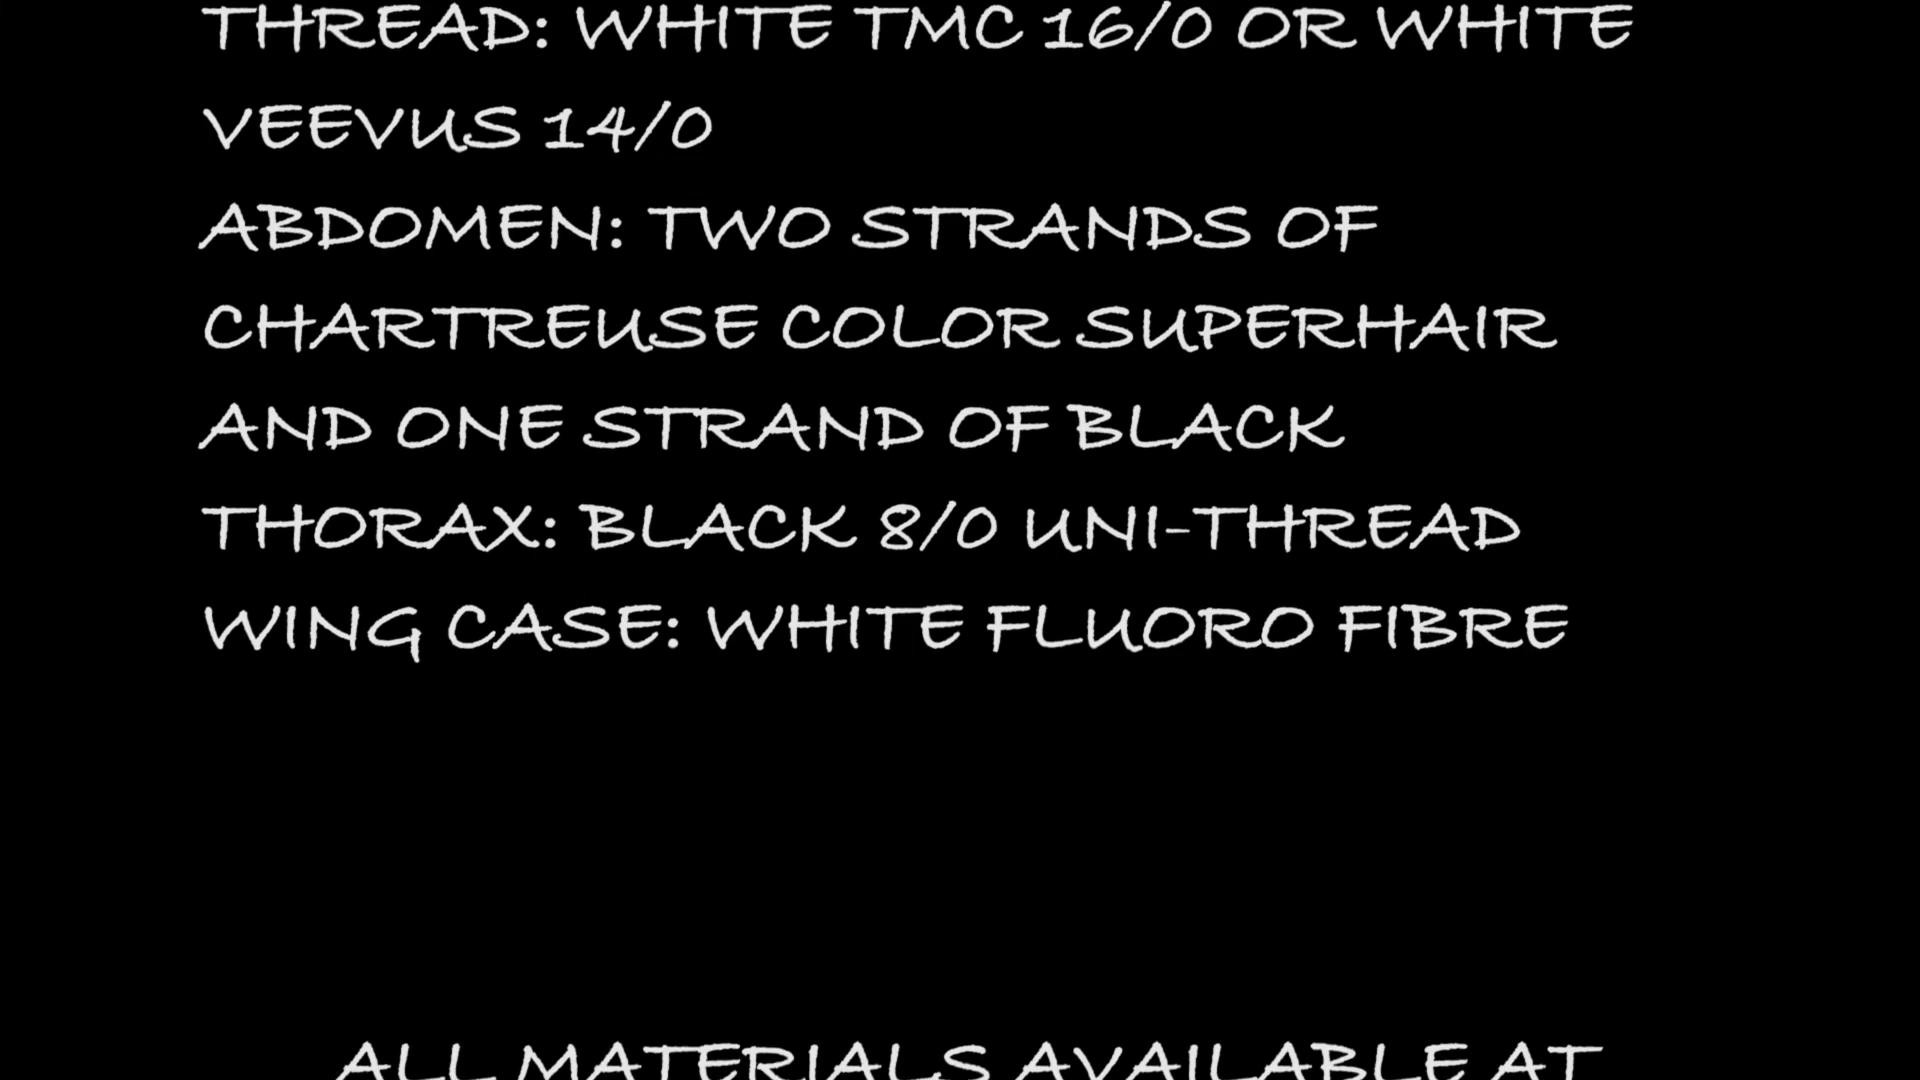 THREAD: WHITE TMC 16/0 OR WHITE
VEEVUS 14/0
ABDOMEN: TWO STRANDS OF
CHARTREUSE COLOR SUPERHAIR
AND ONE STRAND OF BLACK
THORAX: BLACK 8/0 UNI-THREAD
WING CASE: WHITE FLUORO FIBRE
ALL MATERIALS AVAILABLE AT